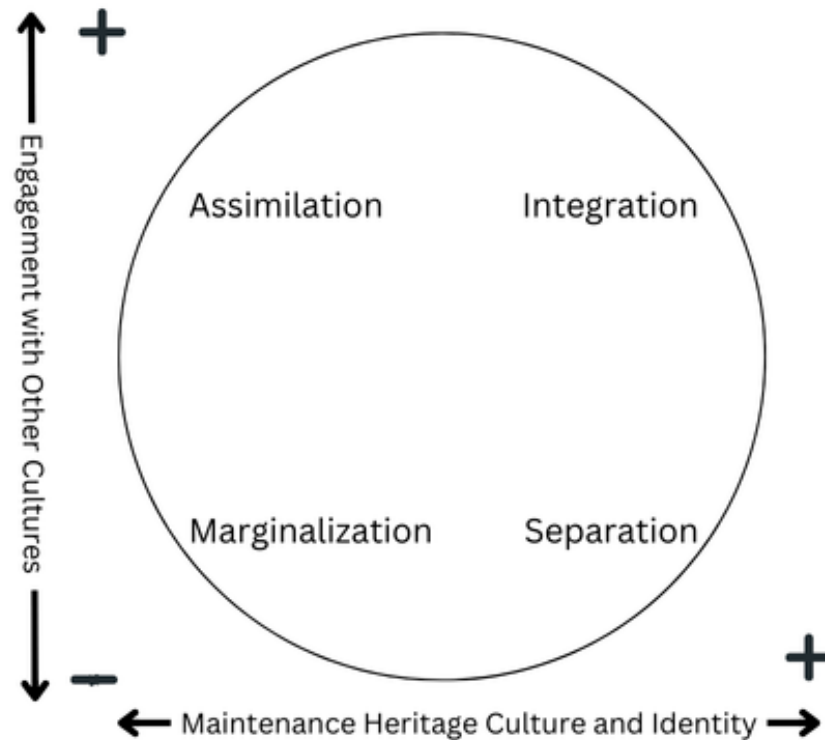 +
Engagement with Other Cultures
Assimilation
Integration
Marginalization
Separation
−
+
Maintenance Heritage Culture and Identity